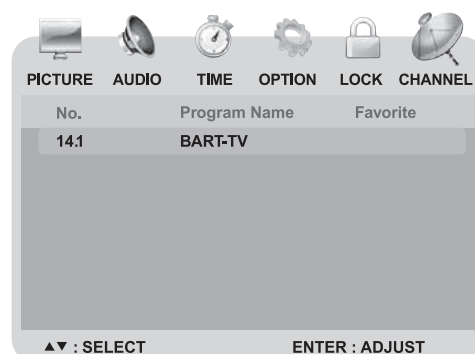 PICTURE AUDIO TIME OPTION LOCK CHANNEL
No. Program Name Favorite
14.1 BART-TV
▲▼ : SELECT ENTER : ADJUST